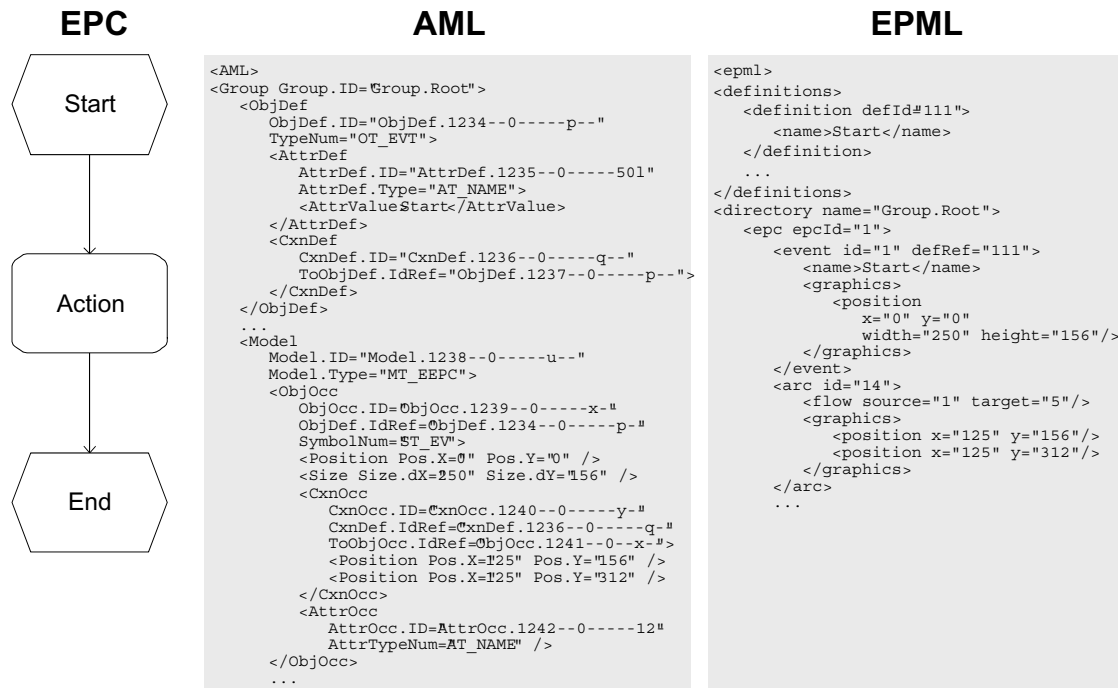 EPC
Start
Action
End
AML
<AML>
<Group Group.ID="Group.Root">
<ObjDef
ObjDef.ID="ObjDef.1234--0-----p--"
TypeNum="OT_EVT">
<AttrDef
AttrDef.ID="AttrDef.1235--0-----50l"
AttrDef.Type="AT_NAME">
<AttrValue>Start</AttrValue>
</AttrDef>
<CxnDef
CxnDef.ID="CxnDef.1236--0-----q--"
ToObjDef.IdRef="ObjDef.1237--0-----p--">
</CxnDef>
</ObjDef>
...
<Model
Model.ID="Model.1238--0-----u--"
Model.Type="MT_EEPC">
<ObjOcc
ObjOcc.ID="ObjOcc.1239--0-----x-"
ObjDef.IdRef="ObjDef.1234--0-----p-"
SymbolNum="ST_EV">
<Position Pos.X="0" Pos.Y="0" />
<Size Size.dX="250" Size.dY="156" />
<CxnOcc
CxnOcc.ID="CxnOcc.1240--0-----y-"
CxnDef.IdRef="CxnDef.1236--0-----q-"
ToObjOcc.IdRef="ObjOcc.1241--0--x-">
<Position Pos.X="125" Pos.Y="156" />
<Position Pos.X="125" Pos.Y="312" />
</CxnOcc>
<AttrOcc
AttrOcc.ID="AttrOcc.1242--0-----12"
AttrTypeNum="AT_NAME" />
</ObjOcc>
...
EPML
<epml>
<definitions>
<definition defId="111">
<name>Start</name>
</definition>
...
</definitions>
<directory name="Group.Root">
<epc epcId="1">
<event id="1" defRef="111">
<name>Start</name>
<graphics>
<position
x="0" y="0"
width="250" height="156"/>
</graphics>
</event>
<arc id="14">
<flow source="1" target="5"/>
<graphics>
<position x="125" y="156"/>
<position x="125" y="312"/>
</graphics>
</arc>
...